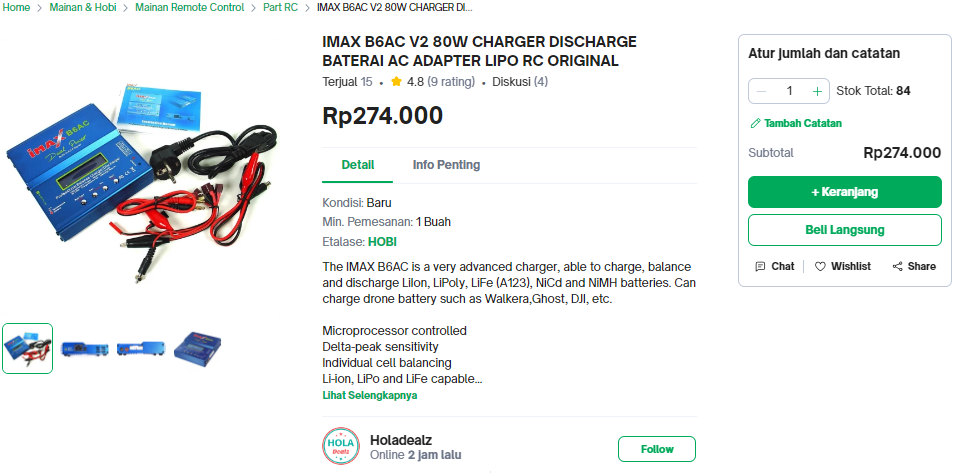 Home > Mainan & Hobi > Mainan Remote Control > Part RC > IMAX B6AC V2 80W CHARGER DI...
IMAX B6AC V2 80W CHARGER DISCHARGE
BATERAI AC ADAPTER LIPO RC ORIGINAL
Terjual 15 • 4.8 (9 rating) • Diskusi (4)
Rp274.000
Detail Info Penting
Kondisi: Baru
Min. Pemesanan: 1 Buah
Etalase: HOBI
The IMAX B6AC is a very advanced charger, able to charge, balance
and discharge LiIon, LiPoly, LiFe (A123), NiCd and NiMH batteries. Can
charge drone battery such as Walkera,Ghost, DJI, etc.
Microprocessor controlled
Delta-peak sensitivity
Individual cell balancing
Li-ion, LiPo and LiFe capable...
Lihat Selengkapnya
HOLA
Deals
Holadealz
Online 2 jam lalu
Follow
Atur jumlah dan catatan
1
Stok Total: 84
Tambah Catatan
Subtotal Rp274.000
+ Keranjang
Beli Langsung
Chat Wishlist Share
iMAX B6AC
Dual Power